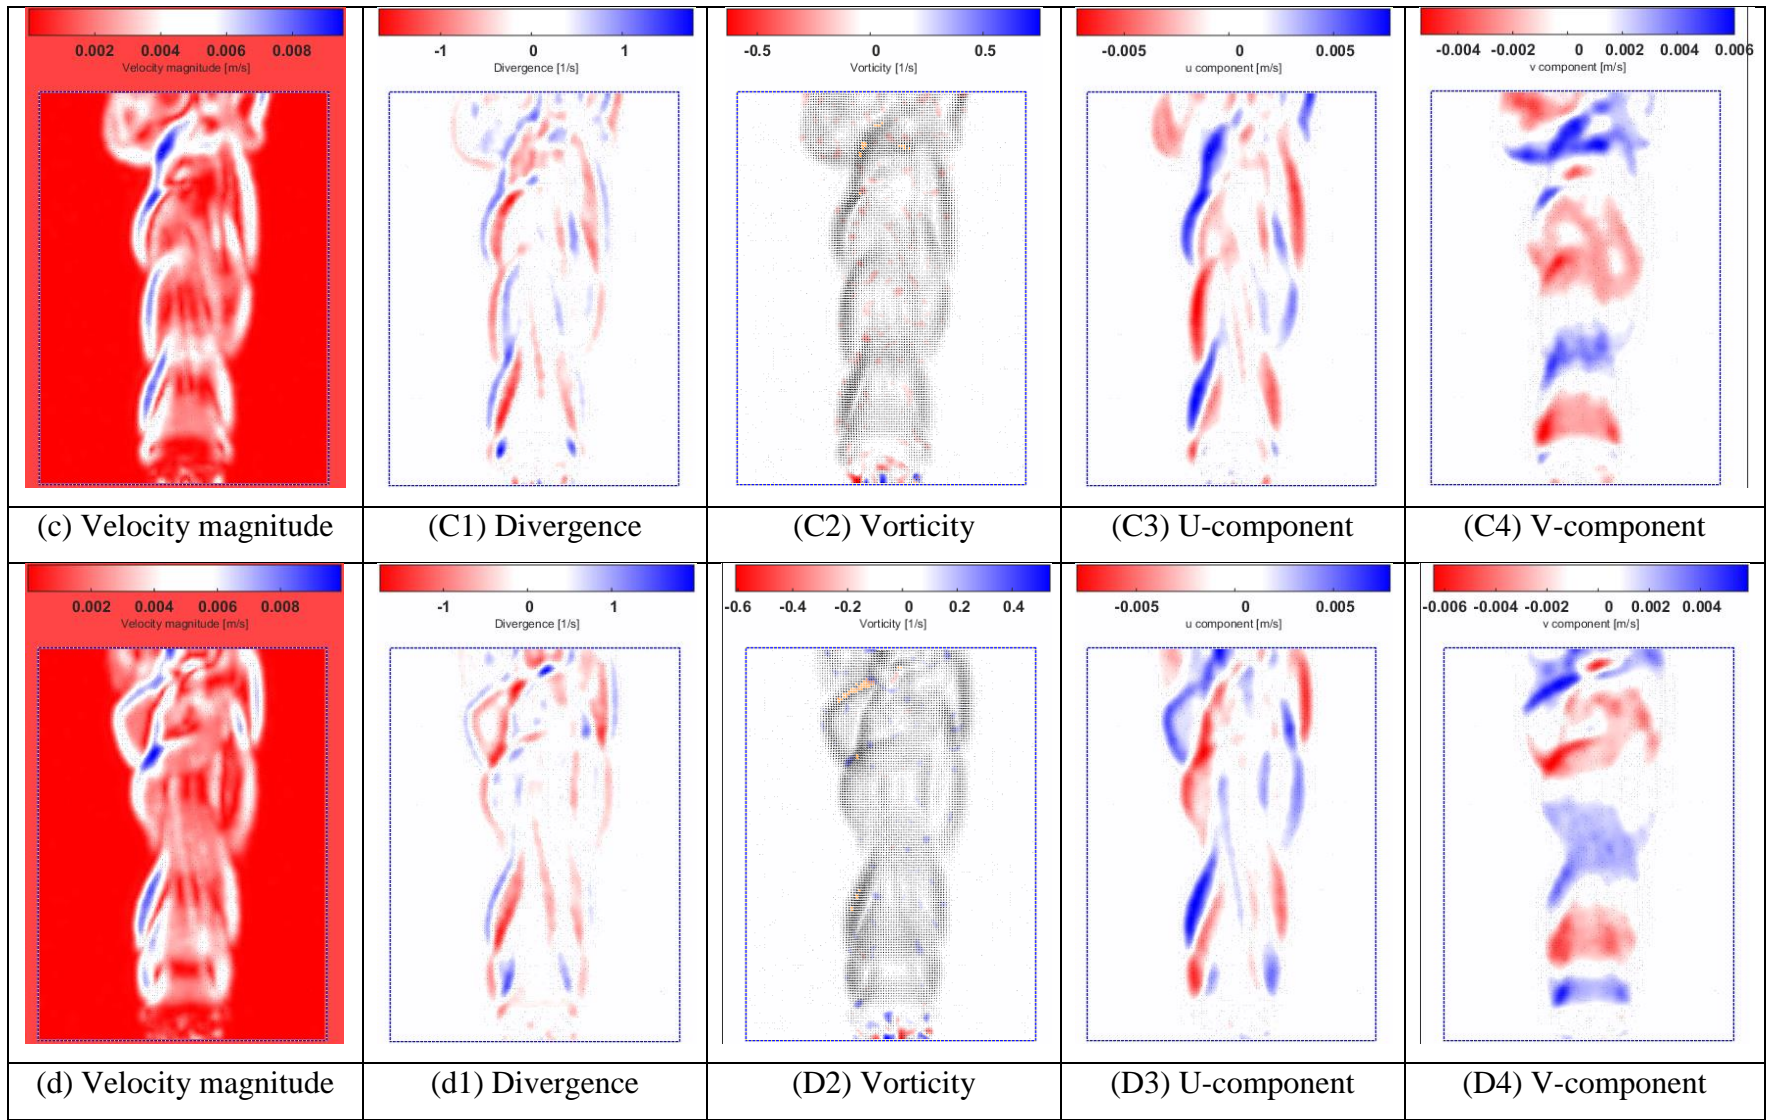 0.002 0.004 0.006 0.008
Velocity magnitude [m/s]
-1 0 1
Divergence [1/s]
-0.5 0 0.5
Vorticity [1/s]
-0.005 0 0.005
u component [m/s]
-0.004 -0.002 0 0.002 0.004 0.006
v component [m/s]
(c) Velocity magnitude
(C1) Divergence
(C2) Vorticity
(C3) U-component
(C4) V-component
0.002 0.004 0.006 0.008
Velocity magnitude [m/s]
-1 0 1
Divergence [1/s]
-0.6 -0.4 -0.2 0 0.2 0.4
Vorticity [1/s]
-0.005 0 0.005
u component [m/s]
-0.006 -0.004 -0.002 0 0.002 0.004
v component [m/s]
(d) Velocity magnitude
(d1) Divergence
(D2) Vorticity
(D3) U-component
(D4) V-component